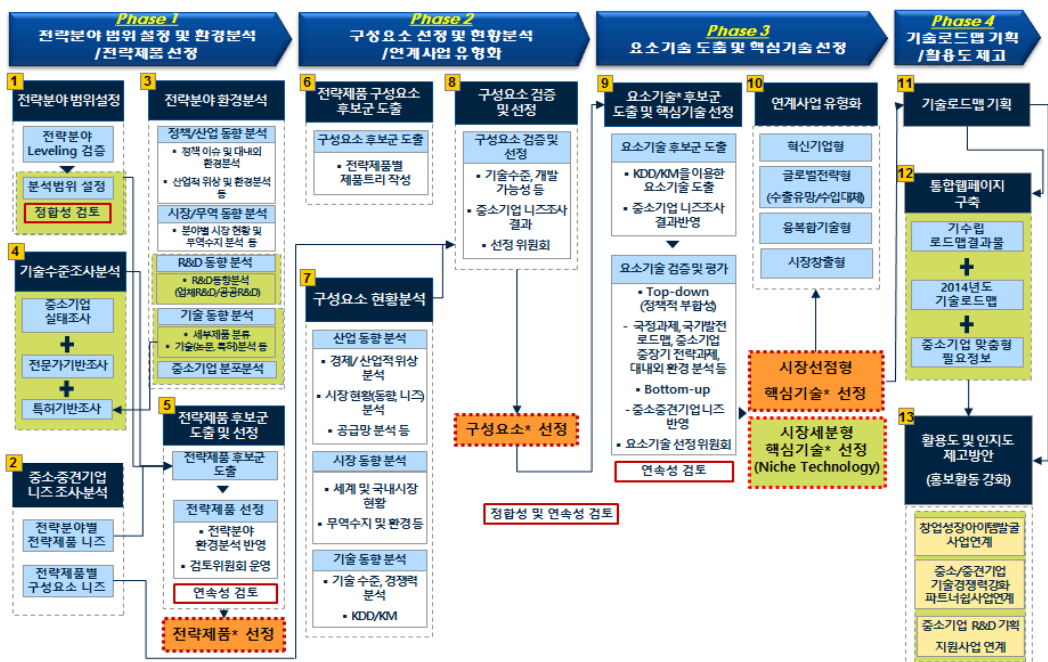 Phase 1
전략분야 범위 설정 및 환경분석
/전략제품 선정
Phase 2
구성요소 선정 및 현황분석
/연계사업 유형화
Phase 3
요소기술 도출 및 핵심기술 선정
Phase 4
기술로드맵 기획
/활용도 제고
1
전략분야 범위설정
전략분야
Leveling 검증
분석범위 설정
정합성 검토
3
전략분야 환경분석
정책/산업 동향 분석
▪ 정책 이슈 및 대내외
환경분석
▪ 산업적 위상 및 환경분석
등
시장/무역 동향 분석
▪ 분야별 시장 현황 및
무역수지 분석 등
R&D 동향 분석
▪ R&D동향분석
(업체R&D/공공R&D)
기술 동향 분석
▪ 세부제품 분류
▪ 기술(논문, 특허)분석 등
중소기업 분포분석
4
기술수준조사분석
중소기업
실태조사
+
전문가기반조사
+
특허기반조사
2
중소·중견기업
니즈 조사분석
전략분야별
전략제품 니즈
전략제품별
구성요소 니즈
5
전략제품 후보군
도출 및 선정
전략제품 후보군
도출
전략제품 선정
▪ 전략분야
환경분석 반영
▪ 검토위원회 운영
연속성 검토
전략제품* 선정
6
전략제품 구성요소
후보군 도출
구성요소 후보군 도출
▪ 전략제품별
제품트리 작성
7
구성요소 현황분석
산업 동향 분석
▪ 경제/산업적위상
분석
▪ 시장현황(동향, 니즈)
분석
▪ 공급망 분석 등
시장 동향 분석
▪ 세계 및 국내시장
현황
▪ 무역수지 및 환경 등
기술 동향 분석
▪ 기술 수준, 경쟁력
분석
▪ KDD/KM
8
구성요소 검증
및 선정
구성요소 검증 및
선정
▪ 기술수준, 개발
가능성 등
▪ 중소기업 니즈조사
결과
▪ 선정 위원회
구성요소* 선정
정합성 및 연속성 검토
9
요소기술* 후보군
도출 및 핵심기술 선정
요소기술 후보군 도출
▪ KDD/KM을 이용한
요소기술 도출
▪ 중소기업 니즈조사
결과반영
요소기술 검증 및 평가
▪ Top-down
(정책적 부합성)
- 국정과제, 국가발전
로드맵, 중소기업
중장기 전략과제,
대내외 환경 분석 등
▪ Bottom-up
- 중소중견기업 니즈
반영
▪ 요소기술 선정위원회
연속성 검토
10
연계사업 유형화
혁신기업형
글로벌전략형
(수출유망/수입대체)
융복합기술형
시장창출형
시장선점형
핵심기술* 선정
시장세분형
핵심기술* 선정
(Niche Technology)
11
기술로드맵 기획
12
통합웹페이지
구축
기수립
로드맵결과물
+
2014년도
기술로드맵
+
중소기업 맞춤형
필요정보
13
활용도 및 인지도
제고방안
(홍보활동 강화)
창업성장아이템발굴
사업연계
중소/중견기업
기술경쟁력강화
파트너쉽사업연계
중소기업 R&D 기획
지원사업 연계